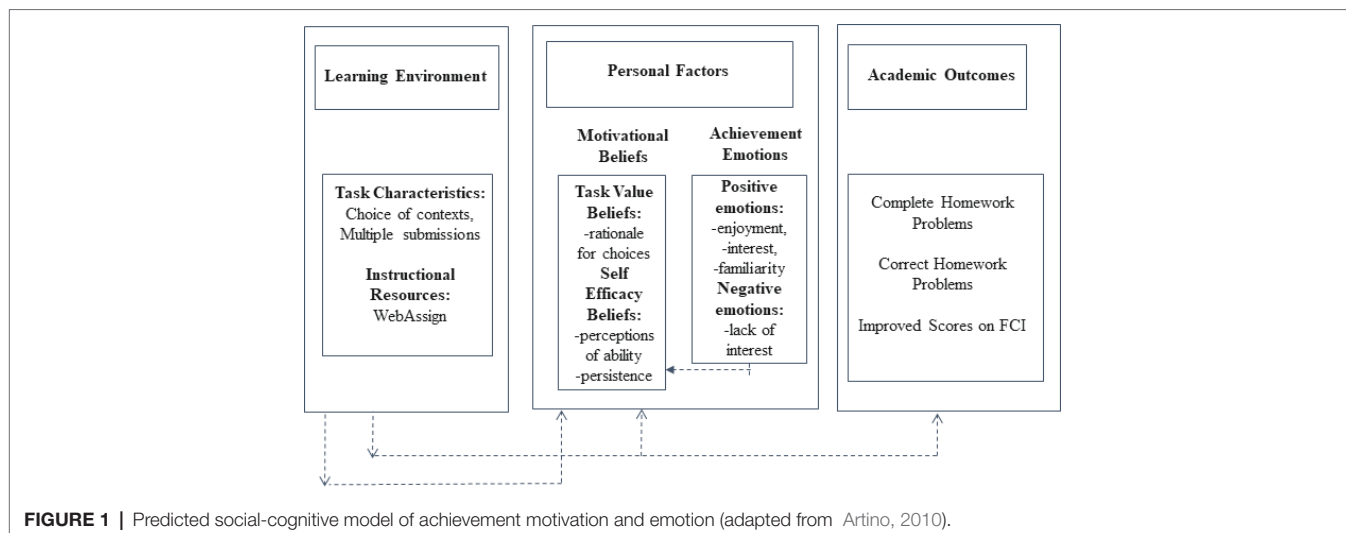 Learning Environment
Task Characteristics:
Choice of contexts,
Multiple submissions
Instructional
Resources:
WebAssign
Personal Factors
Motivational
Beliefs
Task Value
Beliefs:
-rationale
for choices
Self
Efficacy
Beliefs:
-perceptions
of ability
-persistence
Achievement
Emotions
Positive
emotions:
-enjoyment,
-interest,
-familiarity
Negative
emotions:
-lack of
interest
Academic Outcomes
Complete Homework
Problems
Correct Homework
Problems
Improved Scores on FCI
FIGURE 1 | Predicted social-cognitive model of achievement motivation and emotion (adapted from Artino, 2010).